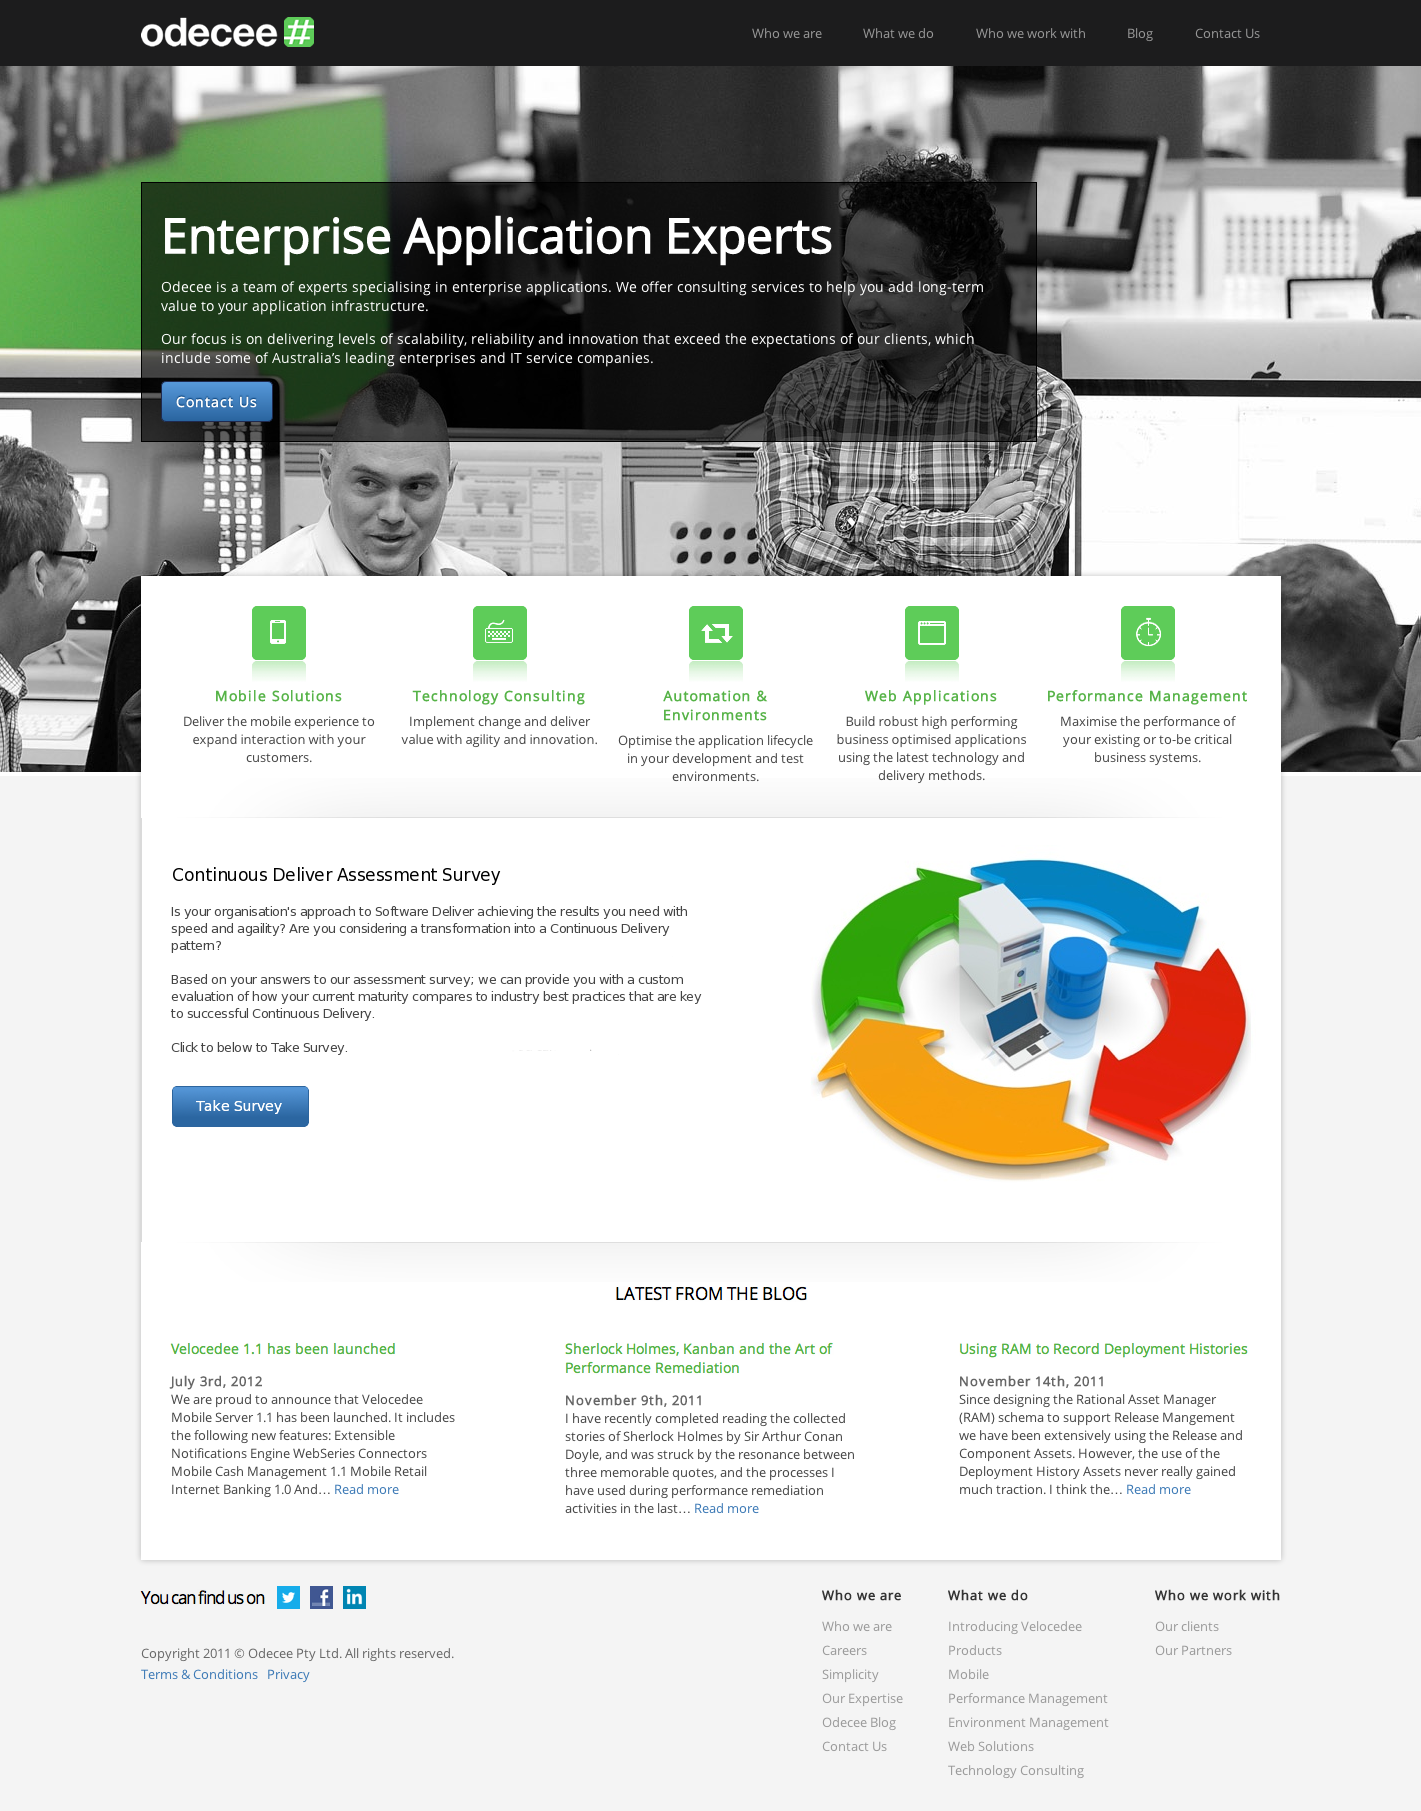 odecee #
Who we are
What we do
Who we work with
Blog
Contact Us
Enterprise Application Experts
Odecee is a team of experts specialising in enterprise applications. We offer consulting services to help you add long-term
value to your application infrastructure.
Our focus is on delivering levels of scalability, reliability and innovation that exceed the expectations of our clients, which
include some of Australia’s leading enterprises and IT service companies.
Contact Us
#
Mobile Solutions
Deliver the mobile experience to
expand interaction with your
customers.
Technology Consulting
Implement change and deliver
value with agility and innovation.
Automation &
Environments
Optimise the application lifecycle
in your development and test
environments.
Web Applications
Build robust high performing
business optimised applications
using the latest technology and
delivery methods.
Performance Management
Maximise the performance of
your existing or to-be critical
business systems.
Continuous Deliver Assessment Survey
Is your organisation's approach to Software Deliver achieving the results you need with
speed and agaility? Are you considering a transformation into a Continuous Delivery
pattern?
Based on your answers to our assessment survey; we can provide you with a custom
evaluation of how your current maturity compares to industry best practices that are key
to successful Continuous Delivery.
Click to below to Take Survey.
Take Survey
LATEST FROM THE BLOG
Velocedee 1.1 has been launched
July 3rd, 2012
We are proud to announce that Velocedee
Mobile Server 1.1 has been launched. It includes
the following new features: Extensible
Notifications Engine WebSeries Connectors
Mobile Cash Management 1.1 Mobile Retail
Internet Banking 1.0 And… Read more
Sherlock Holmes, Kanban and the Art of
Performance Remediation
November 9th, 2011
I have recently completed reading the collected
stories of Sherlock Holmes by Sir Arthur Conan
Doyle, and was struck by the resonance between
three memorable quotes, and the processes I
have used during performance remediation
activities in the last… Read more
Using RAM to Record Deployment Histories
November 14th, 2011
Since designing the Rational Asset Manager
(RAM) schema to support Release Mangement
we have been extensively using the Release and
Component Assets. However, the use of the
Deployment History Assets never really gained
much traction. I think the… Read more
You can find us on
Copyright 2011 © Odecee Pty Ltd. All rights reserved.
Terms & Conditions Privacy
Who we are
Who we are
Careers
Simplicity
Our Expertise
Odecee Blog
Contact Us
What we do
Introducing Velocedee
Products
Mobile
Performance Management
Environment Management
Web Solutions
Technology Consulting
Who we work with
Our clients
Our Partners